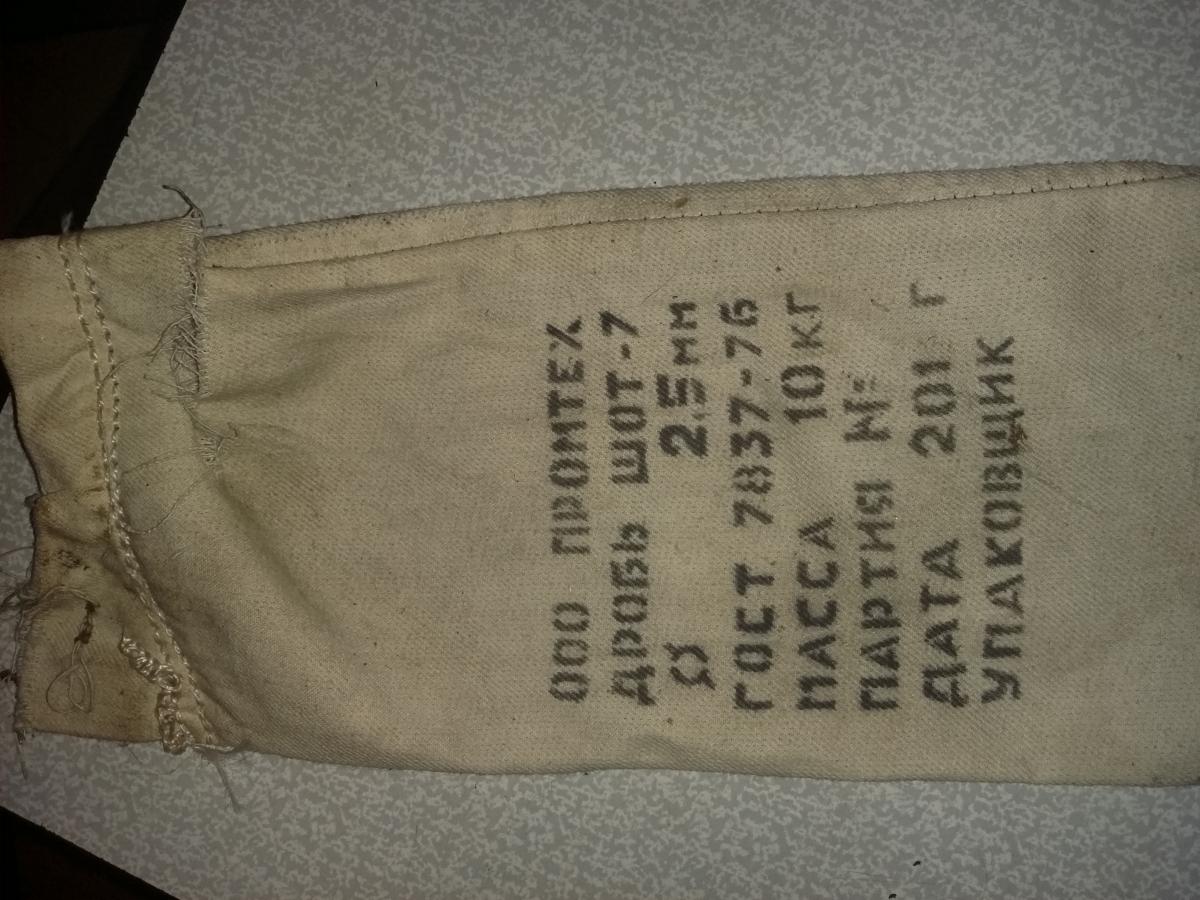 ООО ПРОМТЕХ
ДРОБЬ ШОТ-7
Ø 2.5 ММ
ГОСТ 7837-76
МАССА 10 КГ
ПАРТИЯ №
ДАТА 201 Г
УПАКОВЩИК